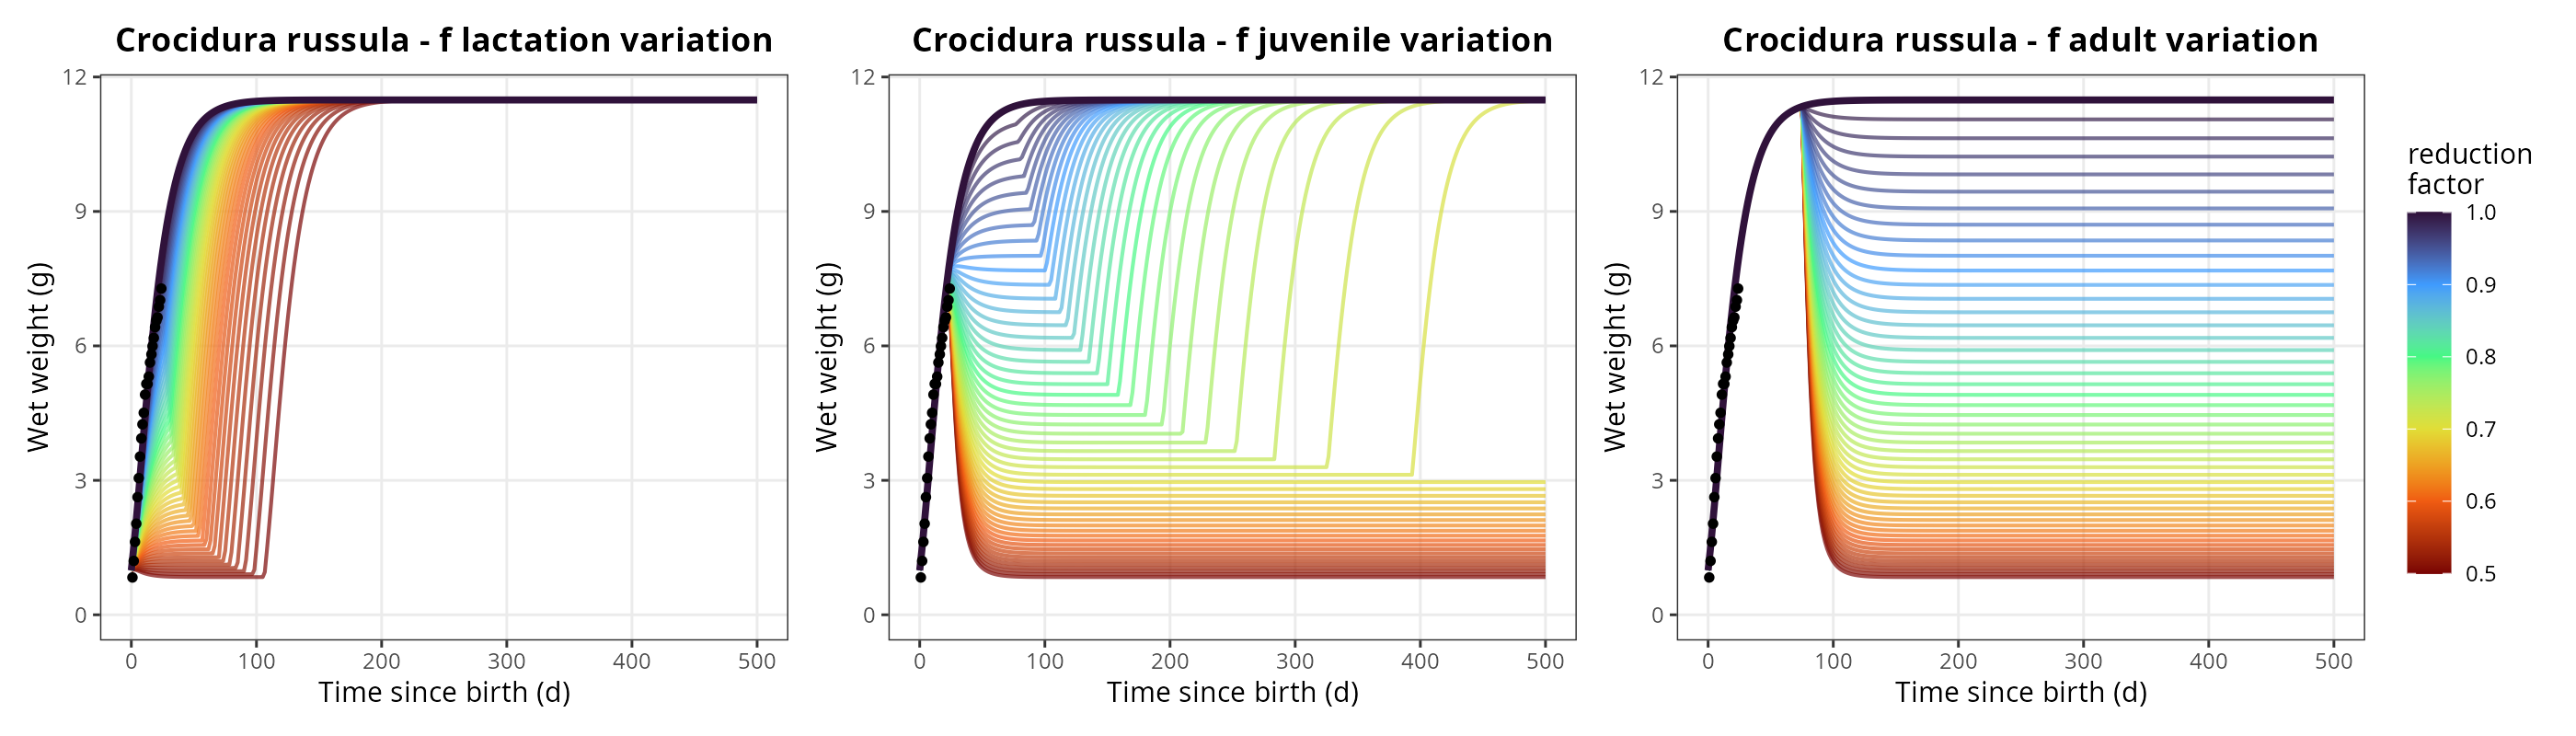 Crocidura russula - f lactation variation
12
9
6
3
0
Wet weight (g)
0 100 200 300 400 500
Time since birth (d)
Crocidura russula - f juvenile variation
12
9
6
3
0
Wet weight (g)
0 100 200 300 400 500
Time since birth (d)
Crocidura russula - f adult variation
12
9
6
3
0
Wet weight (g)
0 100 200 300 400 500
Time since birth (d)
reduction
factor
1.0
0.9
0.8
0.7
0.6
0.5